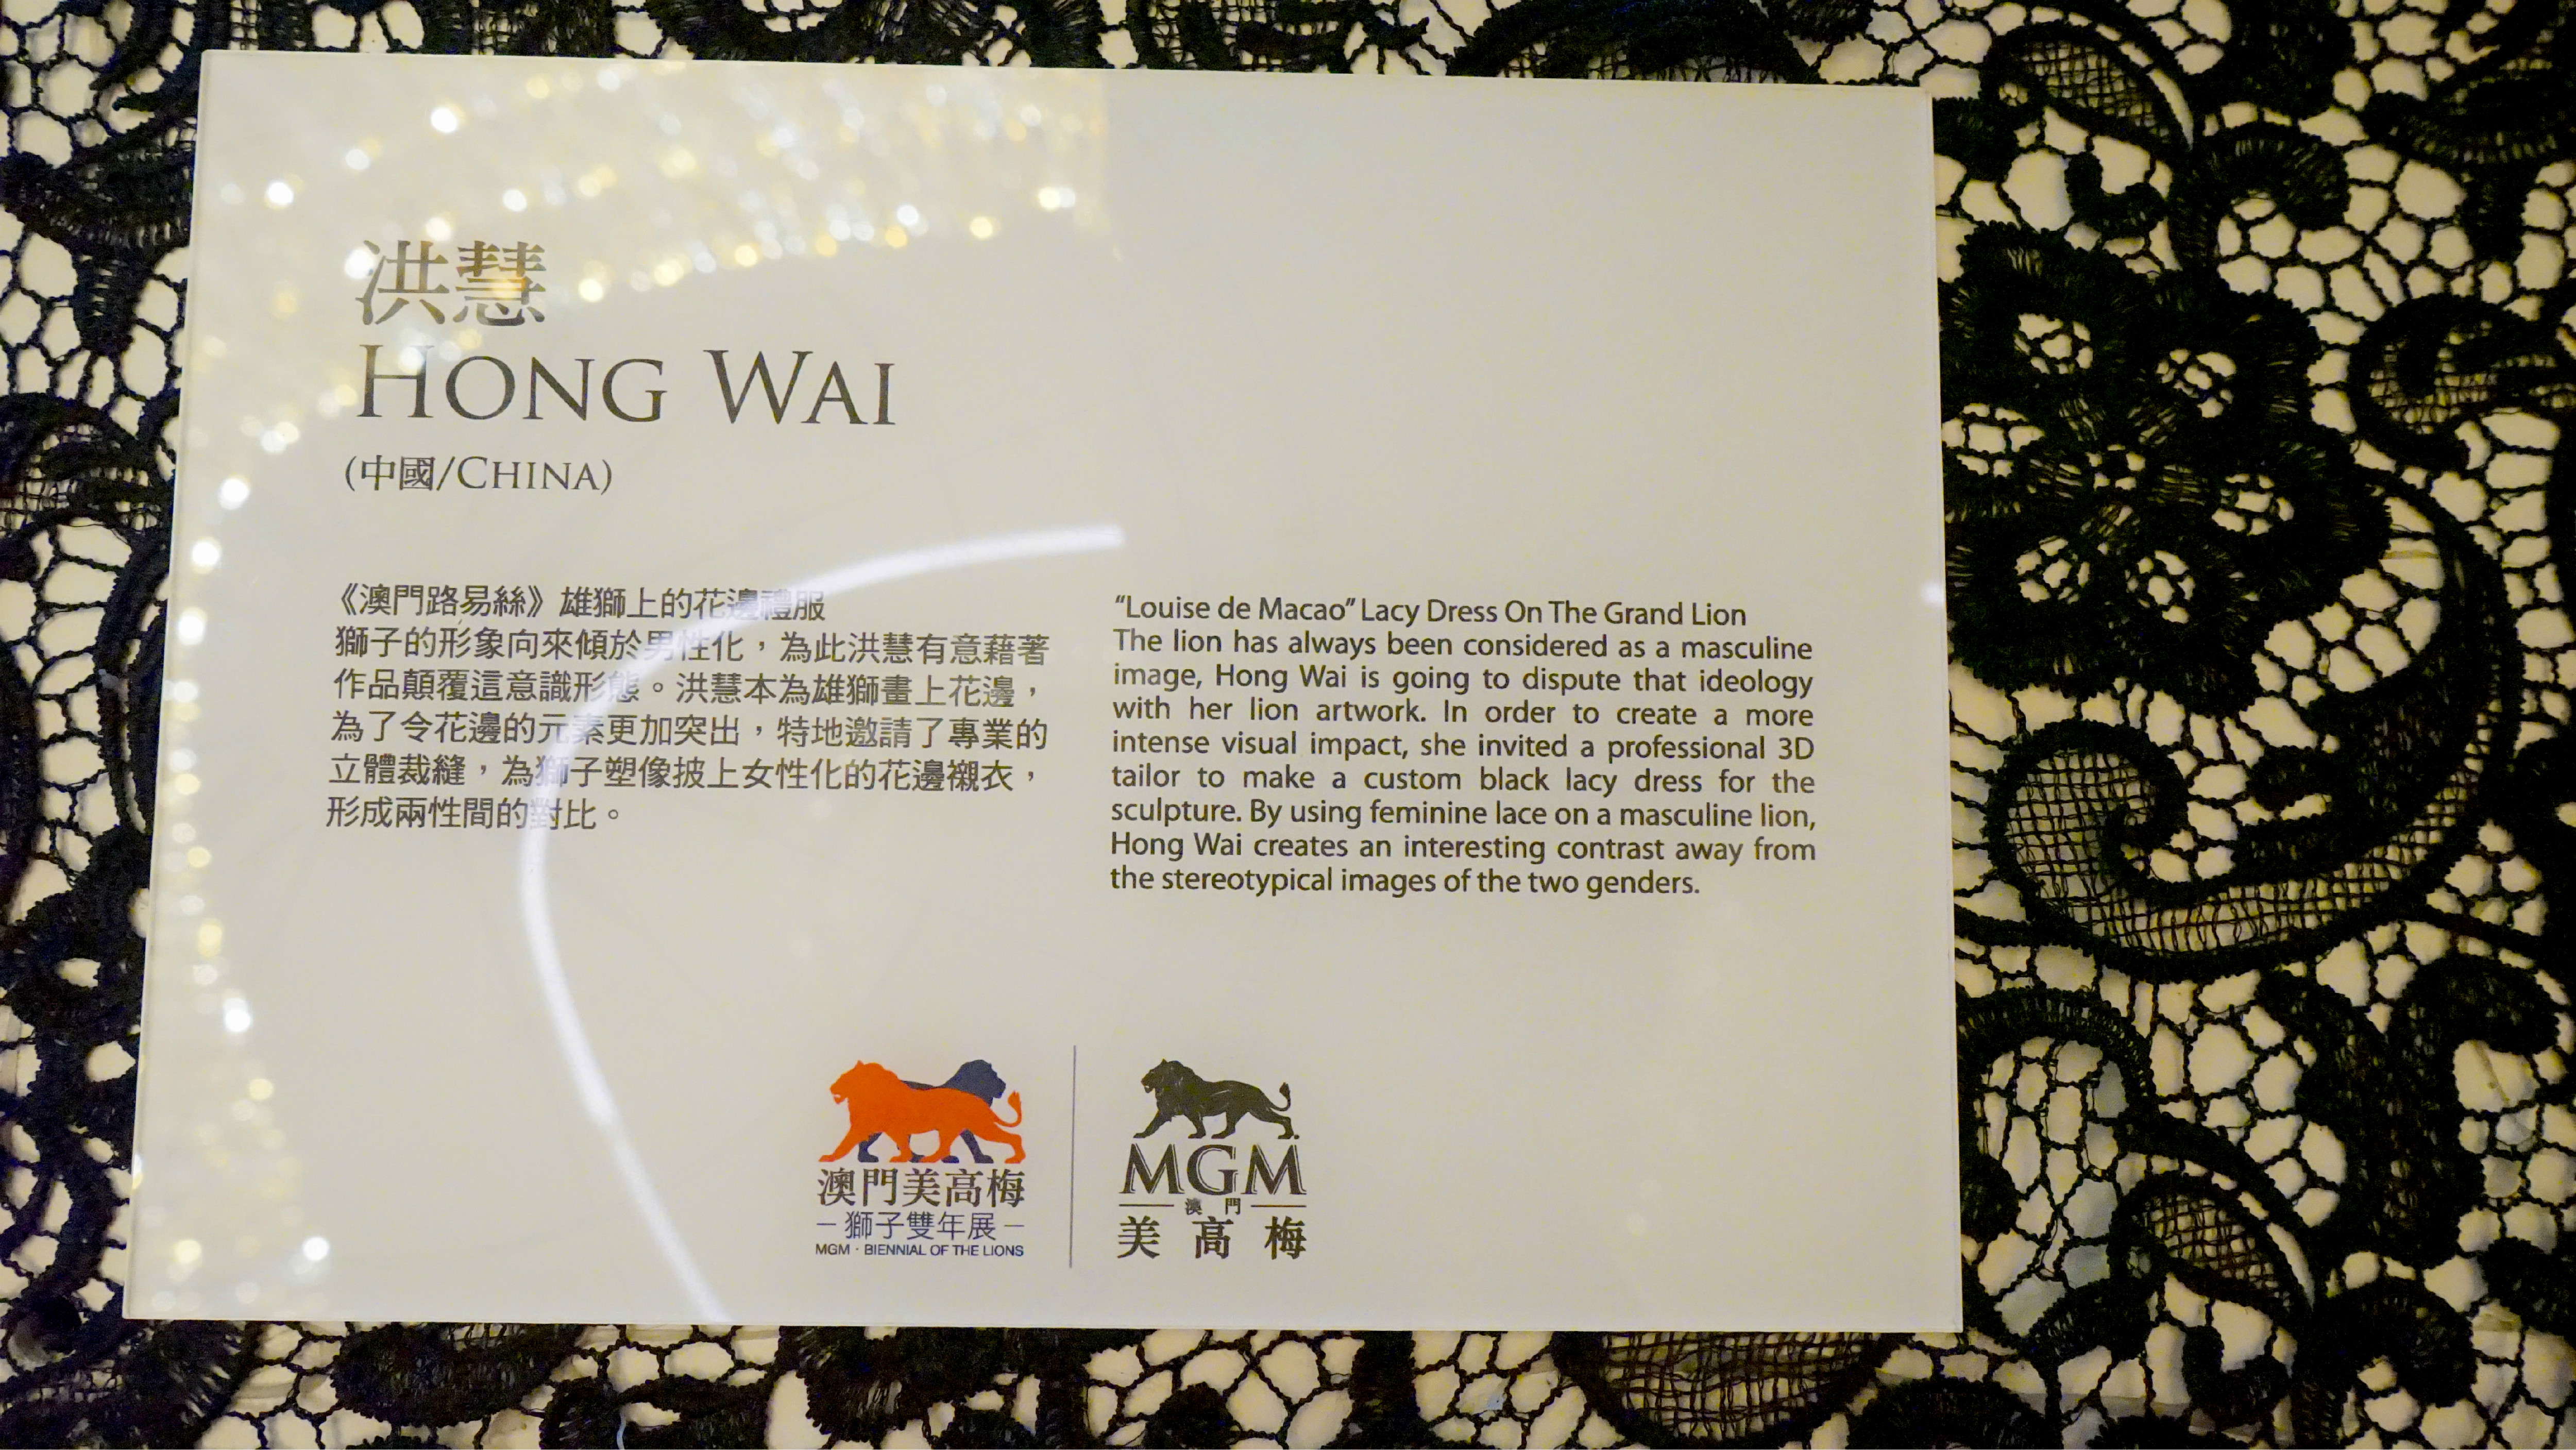 洪慧
HONG WAI
(中國/CHINA)
《澳門路易絲》雄獅上的花邊禮服
獅子的形象向來傾於男性化，為此洪慧有意藉著
作品顛覆這意識形態。洪慧本為雄獅畫上花邊，
為了令花邊的元素更加突出，特地邀請了專業的
立體裁縫，為獅子塑像披上女性化的花邊襯衣，
形成兩性間的對比。
“Louise de Macao” Lacy Dress On The Grand Lion
The lion has always been considered as a masculine
image, Hong Wai is going to dispute that ideology
with her lion artwork. In order to create a more
intense visual impact, she invited a professional 3D
tailor to make a custom black lacy dress for the
sculpture. By using feminine lace on a masculine lion,
Hong Wai creates an interesting contrast away from
the stereotypical images of the two genders.
澳門美高梅
－獅子雙年展－
MGM · BIENNIAL OF THE LIONS
MGM
澳門
美高梅